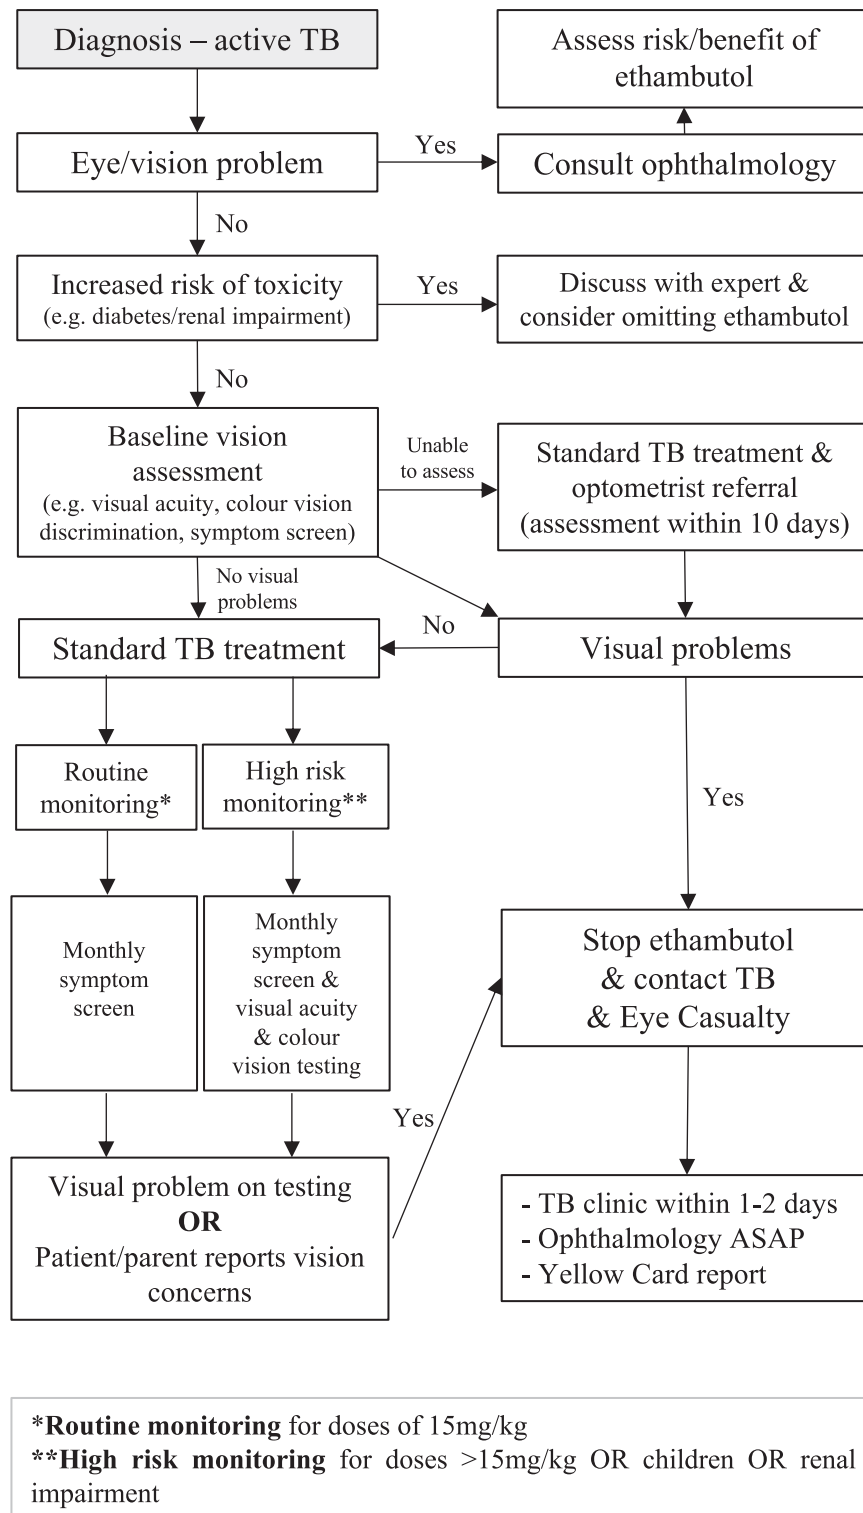 Diagnosis – active TB
Assess risk/benefit of
ethambutol
Eye/vision problem
Yes
Consult ophthalmology
No
Increased risk of toxicity
(e.g. diabetes/renal impairment)
Yes
Discuss with expert &
consider omitting ethambutol
No
Baseline vision
assessment
(e.g. visual acuity, colour vision
discrimination, symptom screen)
Unable
to assess
Standard TB treatment &
optometrist referral
(assessment within 10 days)
No visual
problems
Standard TB treatment
No
Visual problems
Routine
monitoring*
High risk
monitoring**
Yes
Monthly
symptom
screen
Monthly
symptom
screen &
visual acuity
& colour
vision testing
Stop ethambutol
& contact TB
& Eye Casualty
Yes
Visual problem on testing
OR
Patient/parent reports vision
concerns
- TB clinic within 1-2 days
- Ophthalmology ASAP
- Yellow Card report
*Routine monitoring for doses of 15mg/kg
**High risk monitoring for doses >15mg/kg OR children OR renal
impairment